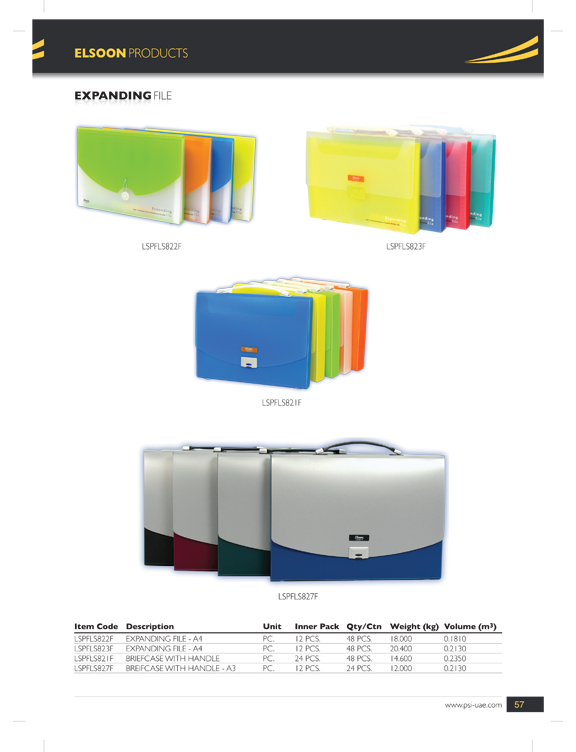 ELSOON PRODUCTS
EXPANDING FILE
LSPFLS822F
LSPFLS823F
LSPFLS821F
LSPFLS827F
Item Code Description Unit Inner Pack Qty/Ctn Weight (kg) Volume (m³)
LSPFLS822F EXPANDING FILE - A4 PC. 12 PCS. 48 PCS. 18.000 0.1810
LSPFLS823F EXPANDING FILE - A4 PC. 12 PCS. 48 PCS. 20.400 0.2130
LSPFLS821F BRIEFCASE WITH HANDLE PC. 24 PCS. 48 PCS. 14.600 0.2350
LSPFLS827F BREIFCASE WITH HANDLE - A3 PC. 12 PCS. 24 PCS. 12.000 0.2130
www.psi-uae.com 57